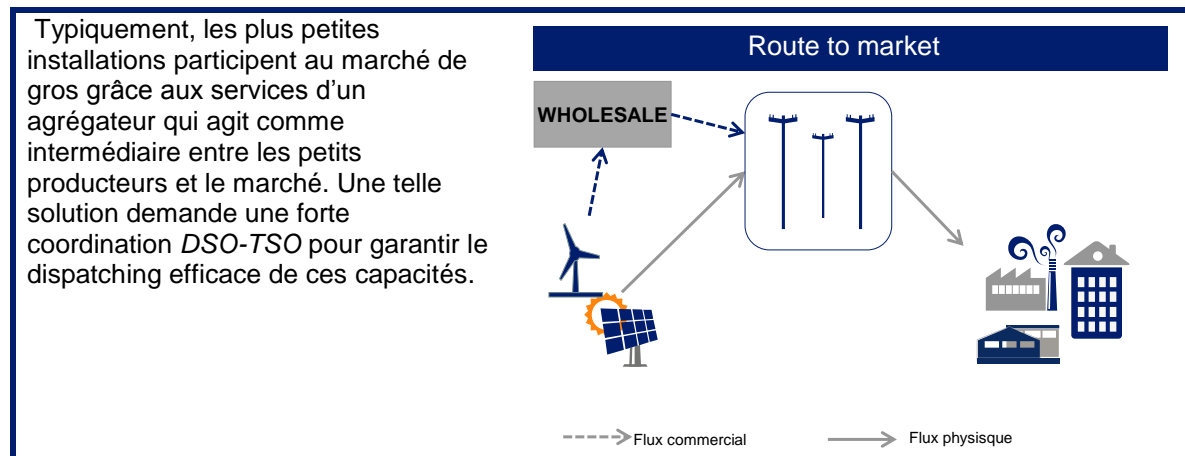 Typiquement, les plus petites
installations participent au marché de
gros grâce aux services d’un
agrégateur qui agit comme
intermédiaire entre les petits
producteurs et le marché. Une telle
solution demande une forte
coordination DSO-TSO pour garantir le
dispatching efficace de ces capacités.
Route to market
WHOLESALE
Flux commercial
Flux physisque